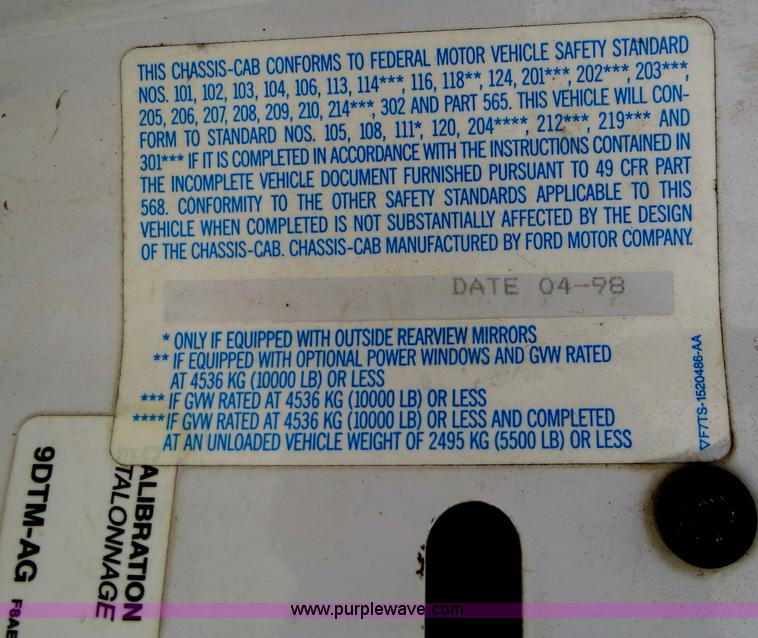 THIS CHASSIS-CAB CONFORMS TO FEDERAL MOTOR VEHICLE SAFETY STANDARD
NOS. 101, 102, 103, 104, 106, 113, 114***, 116, 118**, 124, 201***, 202***, 203***,
205, 206, 207, 208, 209, 210, 214***, 302 AND PART 565. THIS VEHICLE WILL CON-
FORM TO STANDARD NOS. 105, 108, 111*, 120, 204****, 212***, 219*** AND
301*** IF IT IS COMPLETED IN ACCORDANCE WITH THE INSTRUCTIONS CONTAINED IN
THE INCOMPLETE VEHICLE DOCUMENT FURNISHED PURSUANT TO 49 CFR PART
568. CONFORMITY TO THE OTHER SAFETY STANDARDS APPLICABLE TO THIS
VEHICLE WHEN COMPLETED IS NOT SUBSTANTIALLY AFFECTED BY THE DESIGN
OF THE CHASSIS-CAB. CHASSIS-CAB MANUFACTURED BY FORD MOTOR COMPANY.
DATE 04-98
* ONLY IF EQUIPPED WITH OUTSIDE REARVIEW MIRRORS
** IF EQUIPPED WITH OPTIONAL POWER WINDOWS AND GVW RATED
AT 4536 KG (10000 LB) OR LESS
*** IF GVW RATED AT 4536 KG (10000 LB) OR LESS
**** IF GVW RATED AT 4536 KG (10000 LB) OR LESS AND COMPLETED
AT AN UNLOADED VEHICLE WEIGHT OF 2495 KG (5500 LB) OR LESS
▽F7TS-1520486-AA
ALIBRATION
TALONNAGE
9DTM-AG
F8AE
www.purplewave.com